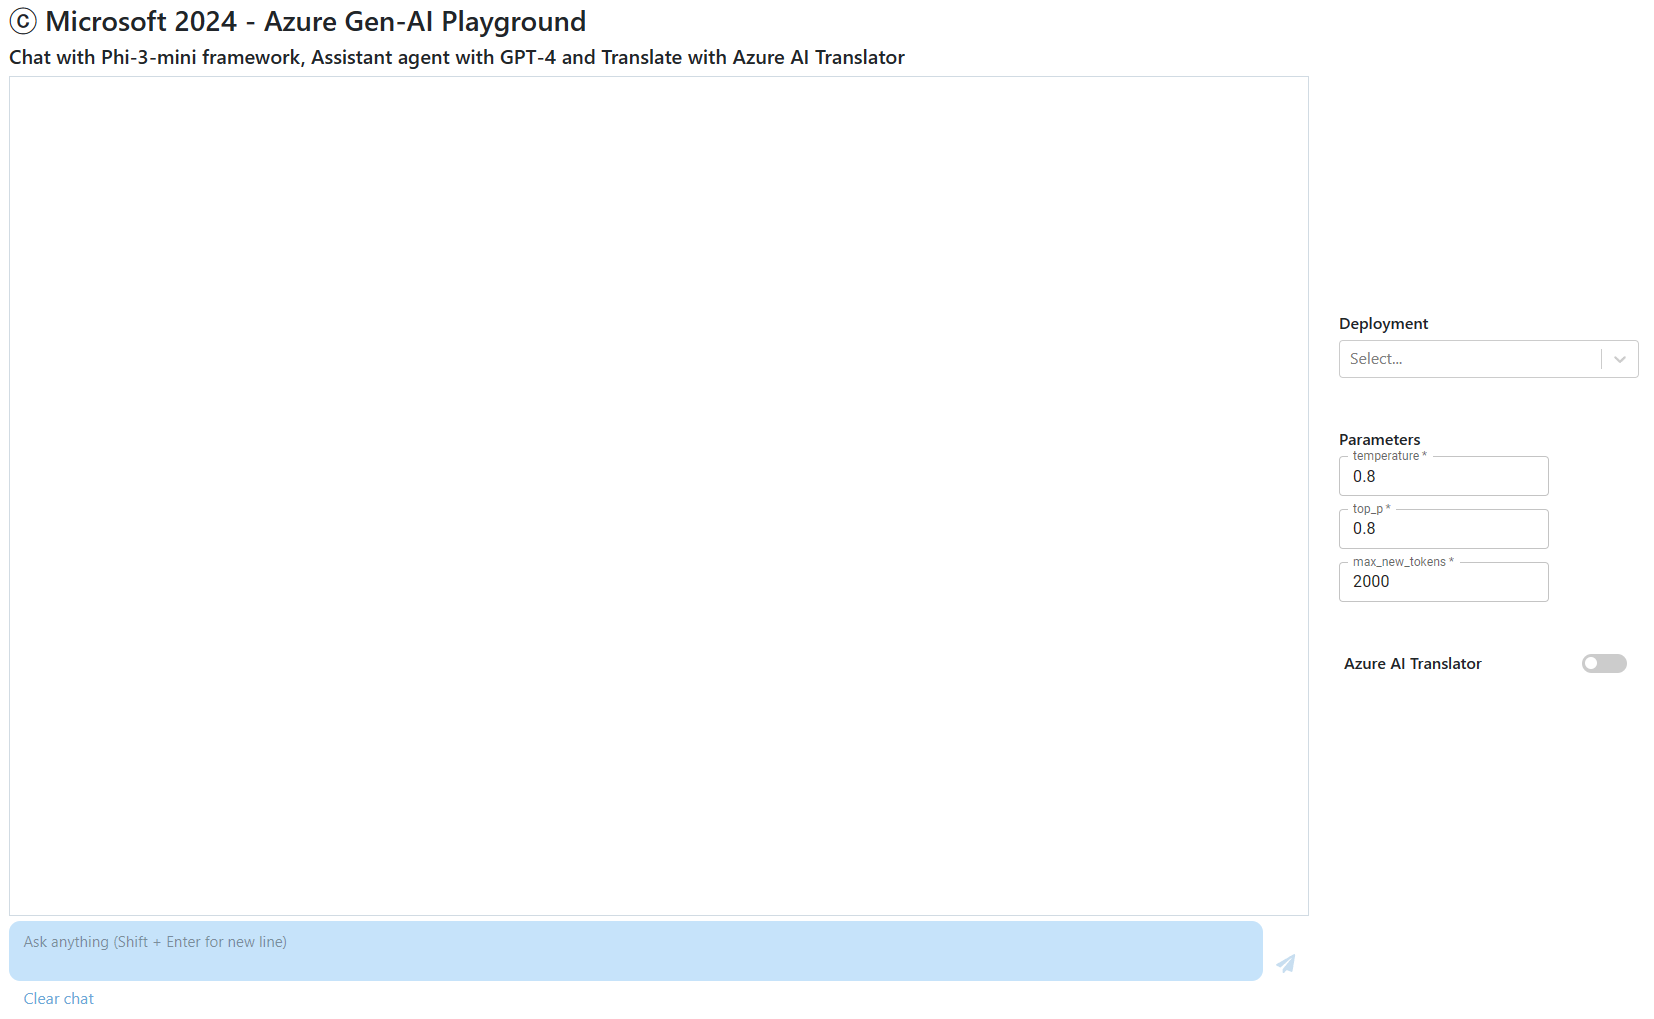 © Microsoft 2024 - Azure Gen-AI Playground
Chat with Phi-3-mini framework, Assistant agent with GPT-4 and Translate with Azure AI Translator
Deployment
Select...
Parameters
temperature *
0.8
top_p *
0.8
max_new_tokens *
2000
Azure AI Translator
Ask anything (Shift + Enter for new line)
Clear chat